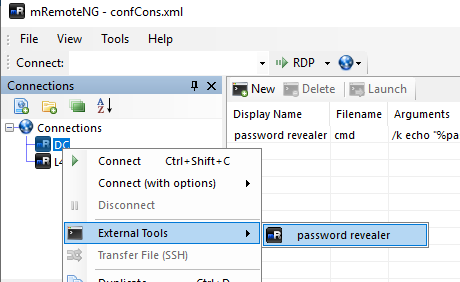 mRemoteNG - confCons.xml
File View Tools Help
Connect: RDP
Connections
New Delete Launch
Display Name Filename Arguments
Connections
password revealer cmd /k echo "%pa
DC
Connect Ctrl+Shift+C
Connect (with options)
Disconnect
External Tools
password revealer
Transfer File (SSH)